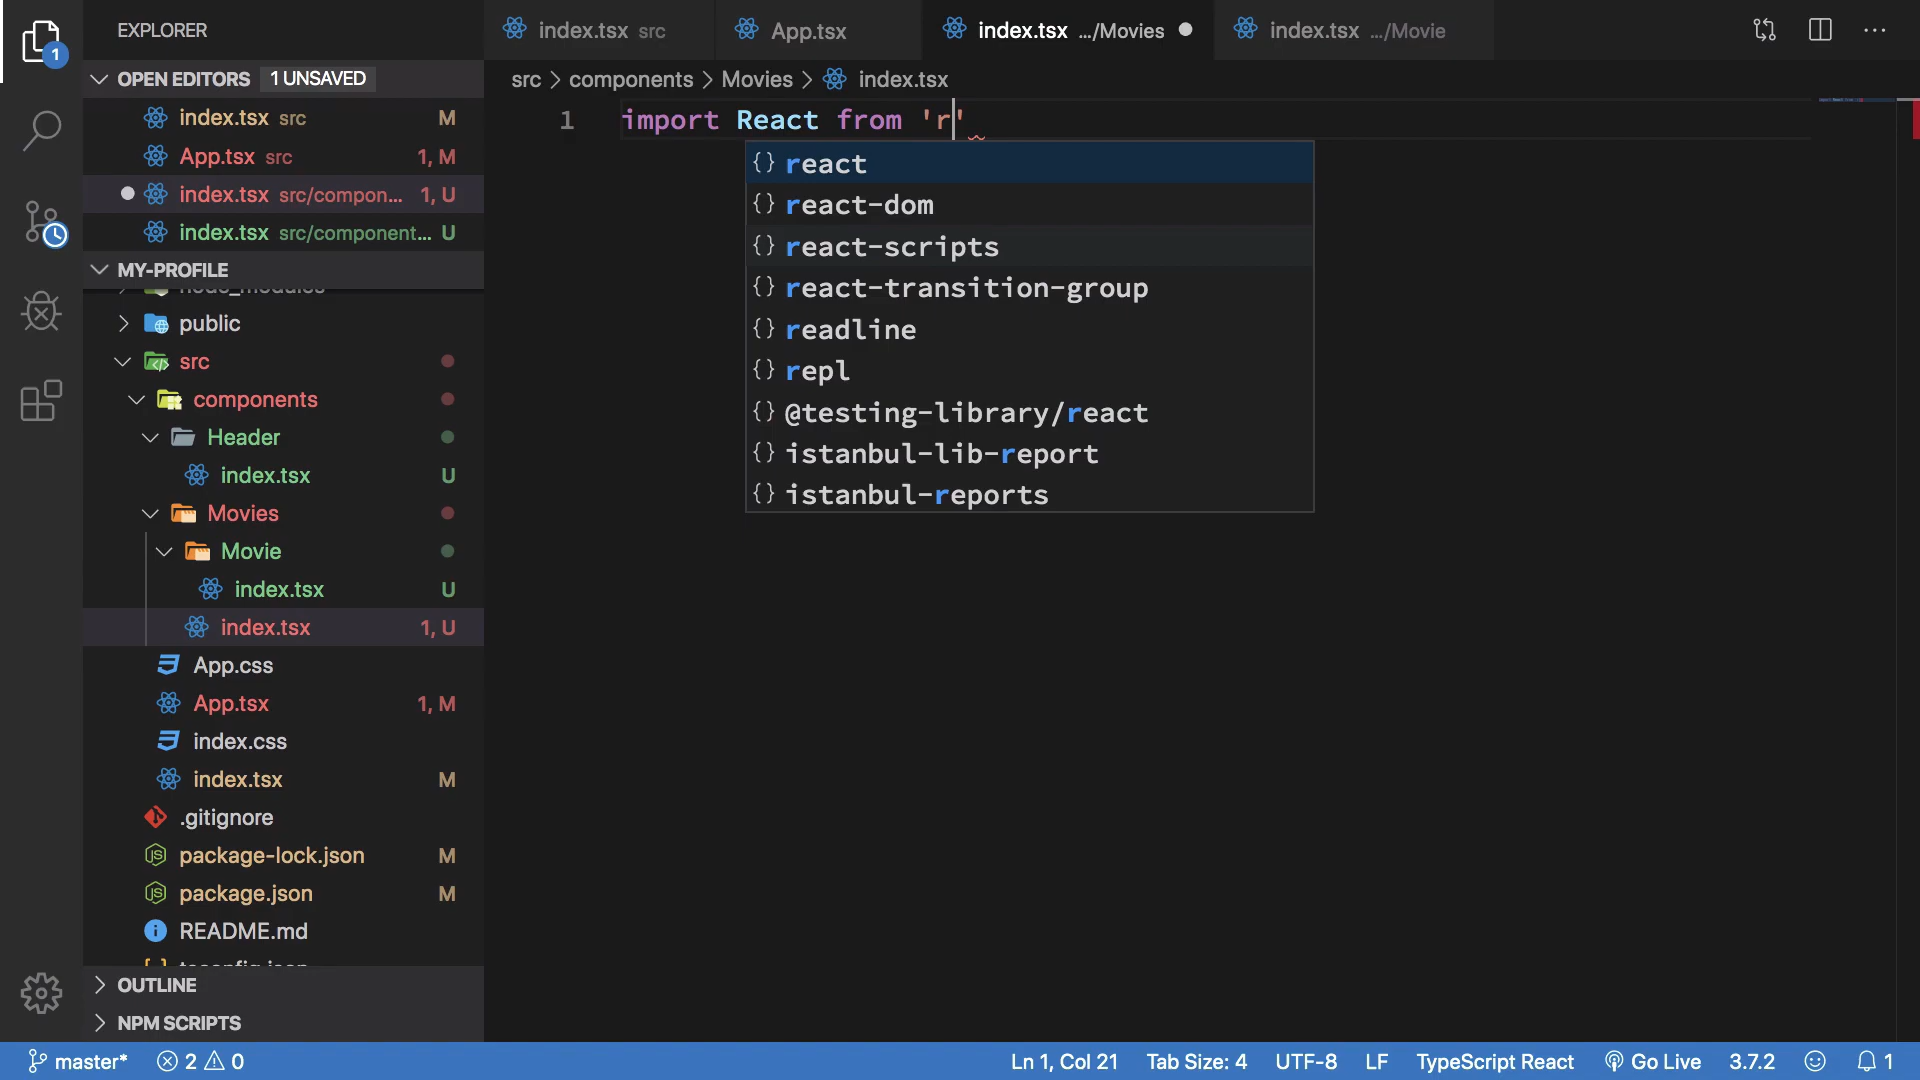 EXPLORER
index.tsx src
App.tsx
index.tsx .../Movies
index.tsx .../Movie
OPEN EDITORS 1 UNSAVED
index.tsx src M
App.tsx src 1, M
index.tsx src/compon... 1, U
index.tsx src/component... U
MY-PROFILE
node_modules
public
src
components
Header
index.tsx U
Movies
Movie
index.tsx U
index.tsx 1, U
App.css
App.tsx 1, M
index.css
index.tsx M
.gitignore
package-lock.json M
package.json M
README.md
tsconfig.json
OUTLINE
NPM SCRIPTS
src > components > Movies > index.tsx
1 import React from 'r'
{} react
{} react-dom
{} react-scripts
{} react-transition-group
{} readline
{} repl
{} @testing-library/react
{} istanbul-lib-report
{} istanbul-reports
1
master* 2 0 Ln 1, Col 21 Tab Size: 4 UTF-8 LF TypeScript React Go Live 3.7.2 1